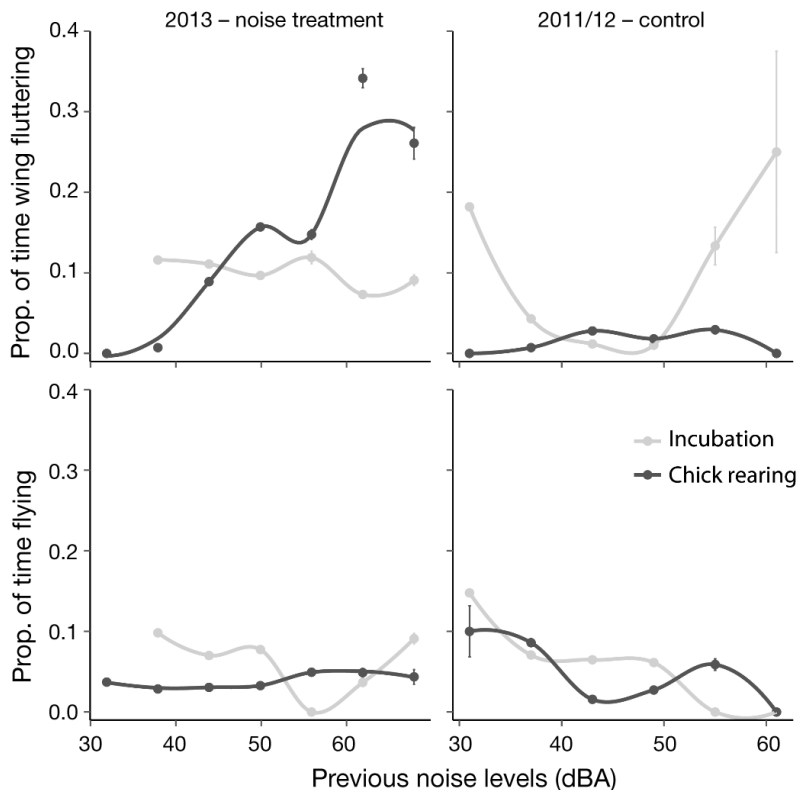 2013 – noise treatment
2011/12 – control
Prop. of time wing fluttering
0.4
0.3
0.2
0.1
0.0
Prop. of time flying
0.4
0.3
0.2
0.1
0.0
Incubation
Chick rearing
30 40 50 60
30 40 50 60
Previous noise levels (dBA)